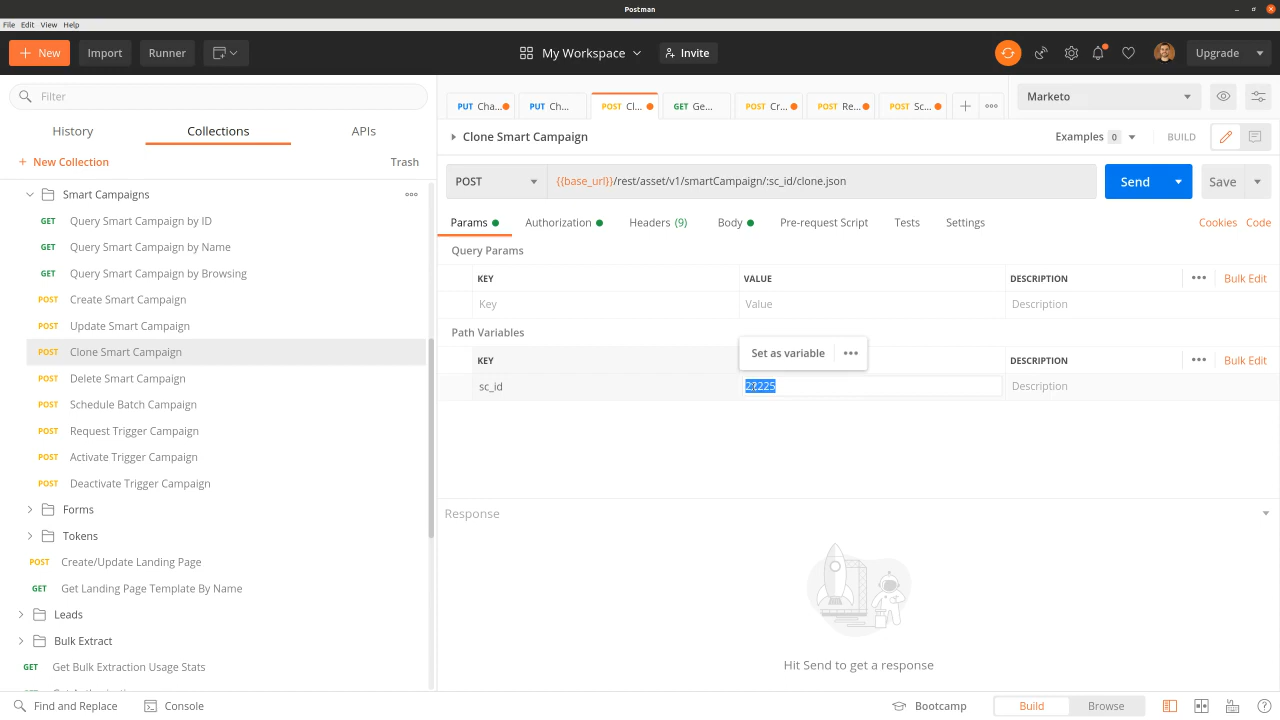 Postman
File Edit View Help
New
Import
Runner
My Workspace
Invite
Upgrade
Filter
History
Collections
APIs
+ New Collection
Trash
Smart Campaigns
GET Query Smart Campaign by ID
GET Query Smart Campaign by Name
GET Query Smart Campaign by Browsing
POST Create Smart Campaign
POST Update Smart Campaign
POST Clone Smart Campaign
POST Delete Smart Campaign
POST Schedule Batch Campaign
POST Request Trigger Campaign
POST Activate Trigger Campaign
POST Deactivate Trigger Campaign
Forms
Tokens
POST Create/Update Landing Page
GET Get Landing Page Template By Name
Leads
Bulk Extract
GET Get Bulk Extraction Usage Stats
PUT Cha...
PUT Ch...
POST Cl...
GET Ge...
POST Cr...
POST Re...
POST Sc...
Marketo
Clone Smart Campaign
Examples 0
BUILD
POST
{{base_url}}/rest/asset/v1/smartCampaign/:sc_id/clone.json
Send
Save
Params
Authorization
Headers (9)
Body
Pre-request Script
Tests
Settings
Cookies
Code
Query Params
KEY VALUE DESCRIPTION
Bulk Edit
Key Value Description
Path Variables
Set as variable
KEY DESCRIPTION
Bulk Edit
sc_id Description
Response
Hit Send to get a response
Find and Replace
Console
Bootcamp
Build
Browse